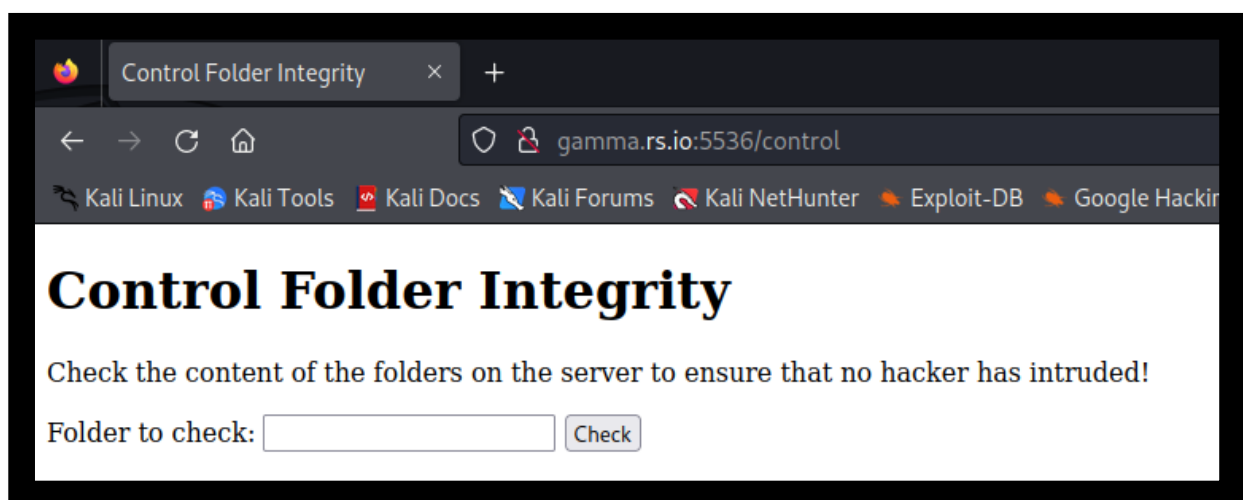 Control Folder Integrity
gamma.rs.io:5536/control
Kali Linux Kali Tools Kali Docs Kali Forums Kali NetHunter Exploit-DB Google Hackin
Control Folder Integrity
Check the content of the folders on the server to ensure that no hacker has intruded!
Folder to check: Check